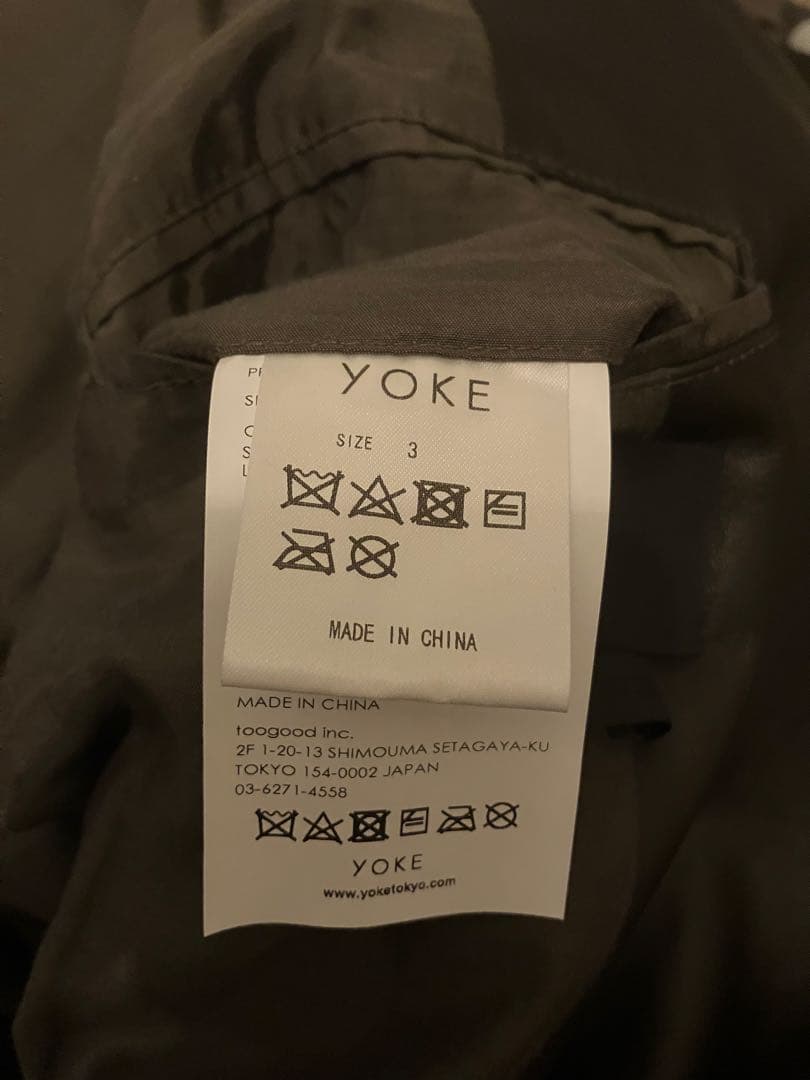 YOKE
SIZE 3
MADE IN CHINA
MADE IN CHINA
toogood inc.
2F 1-20-13 SHIMOUMA SETAGAYA-KU
TOKYO 154-0002 JAPAN
03-6271-4558
YOKE
www.yoketokyo.com